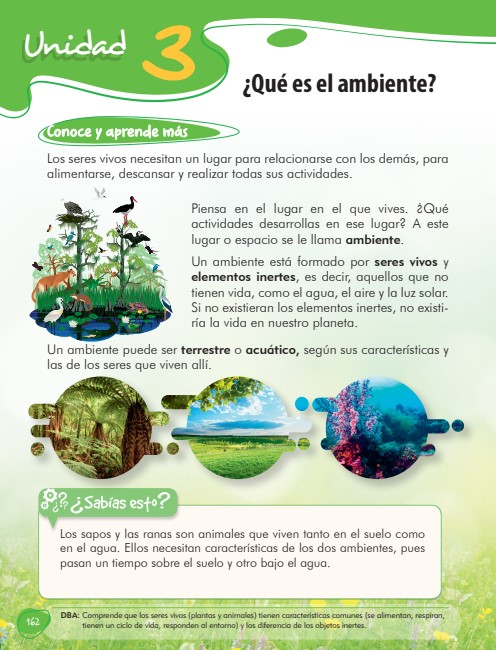 Unidad 3
¿Qué es el ambiente?
Conoce y aprende más
Los seres vivos necesitan un lugar para relacionarse con los demás, para
alimentarse, descansar y realizar todas sus actividades.
Piensa en el lugar en el que vives. ¿Qué
actividades desarrollas en ese lugar? A este
lugar o espacio se le llama ambiente.
Un ambiente está formado por seres vivos y
elementos inertes, es decir, aquellos que no
tienen vida, como el agua, el aire y la luz solar.
Si no existieran los elementos inertes, no existi-
ría la vida en nuestro planeta.
Un ambiente puede ser terrestre o acuático, según sus características y
las de los seres que viven allí.
¿? ¿Sabías esto?
Los sapos y las ranas son animales que viven tanto en el suelo como
en el agua. Ellos necesitan características de los dos ambientes, pues
pasan un tiempo sobre el suelo y otro bajo el agua.
162
DBA: Comprende que los seres vivos (plantas y animales) tienen características comunes (se alimentan, respiran,
tienen un ciclo de vida, responden al entorno) y los diferencia de los objetos inertes.